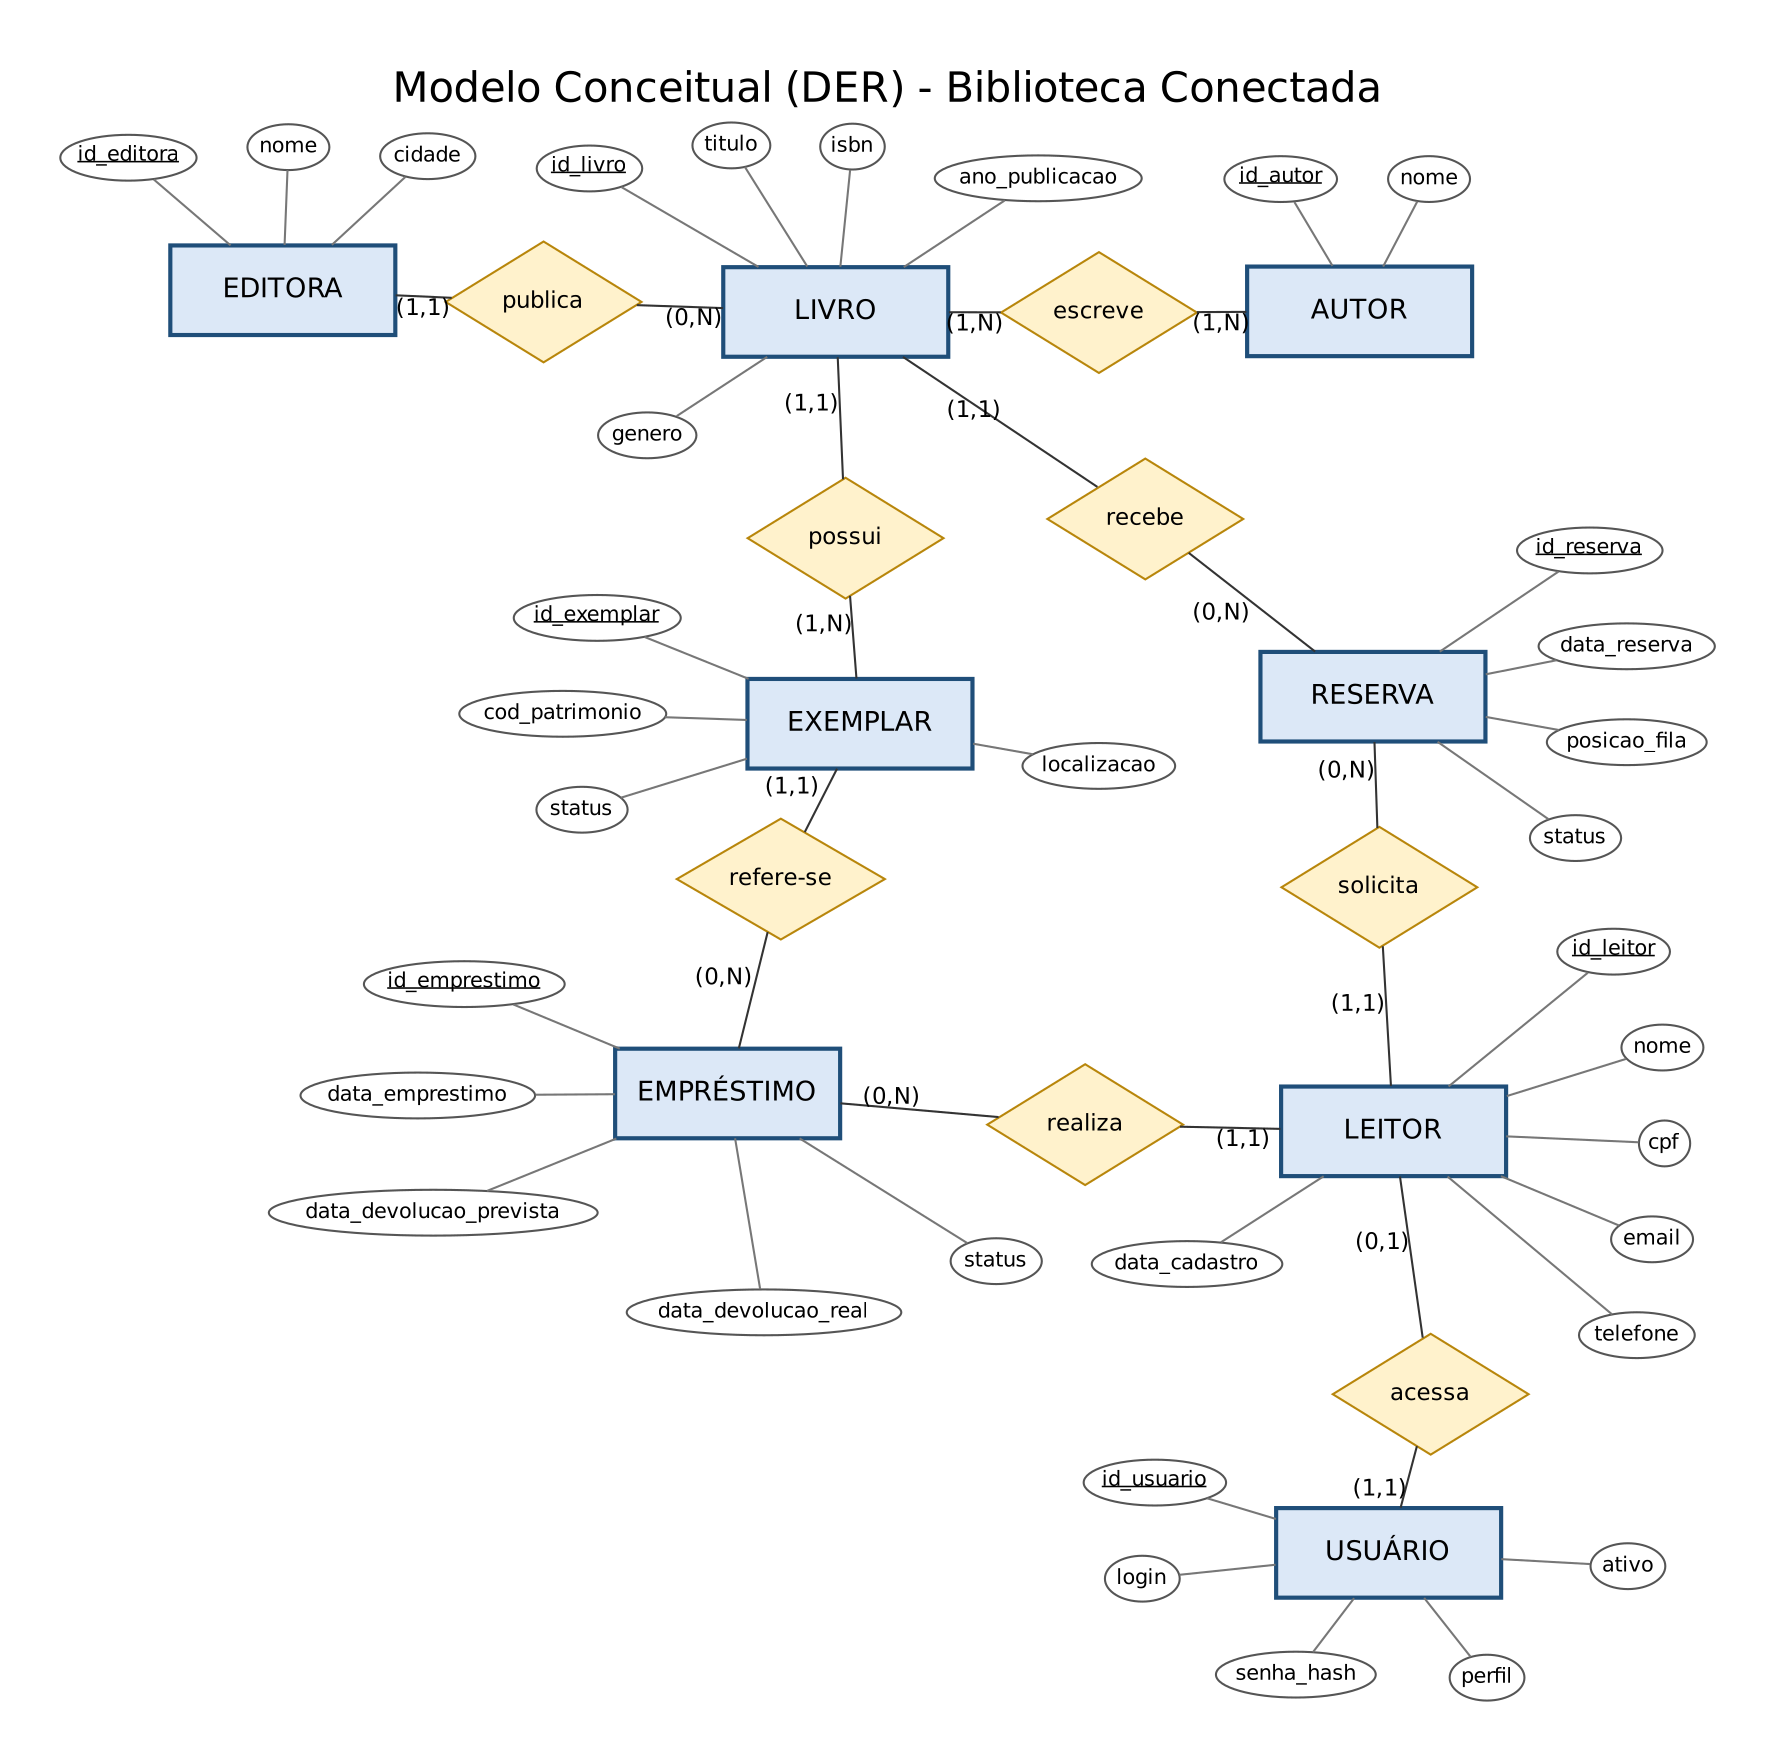 Modelo Conceitual (DER) - Biblioteca Conectada
id_editora
nome
cidade
id_livro
titulo
isbn
ano_publicacao
id_autor
nome
EDITORA
(1,1)
publica
(0,N)
LIVRO
(1,N)
escreve
(1,N)
AUTOR
genero
(1,1)
(1,1)
possui
recebe
id_reserva
(1,N)
(0,N)
id_exemplar
data_reserva
cod_patrimonio
EXEMPLAR
RESERVA
posicao_fila
localizacao
status
(1,1)
(0,N)
status
refere-se
solicita
id_leitor
(0,N)
(1,1)
id_emprestimo
nome
data_emprestimo
EMPRÉSTIMO
(0,N)
realiza
(1,1)
LEITOR
cpf
data_devolucao_prevista
email
status
data_cadastro
(0,1)
data_devolucao_real
telefone
acessa
id_usuario
(1,1)
login
USUÁRIO
ativo
senha_hash
perfil